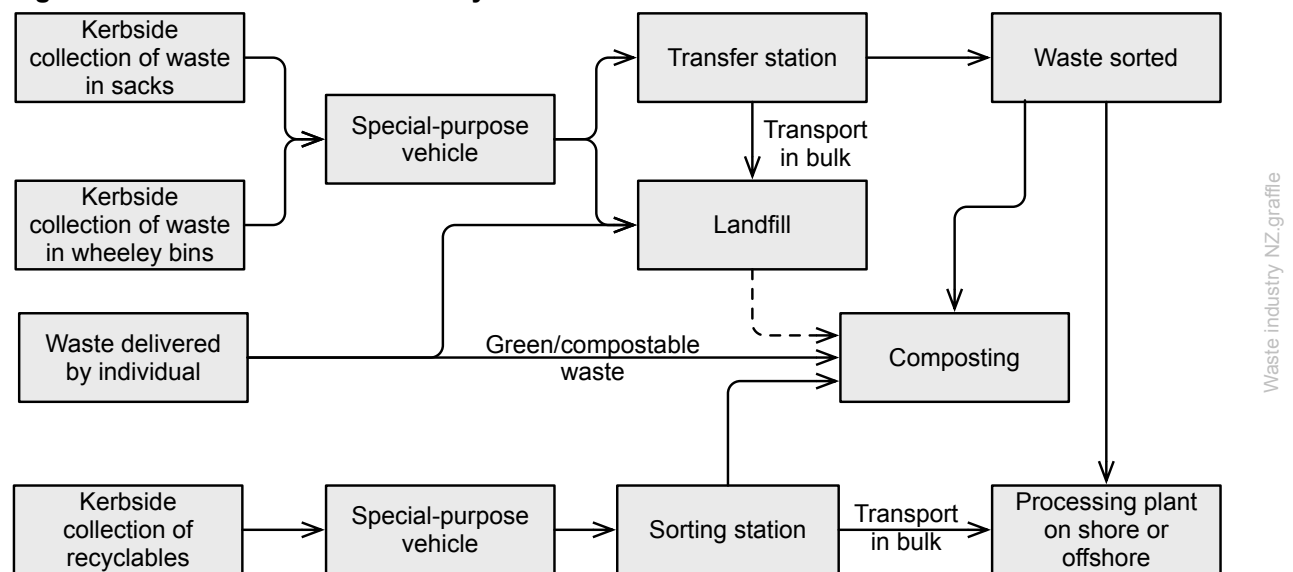 Kerbside
collection of waste
in sacks
Transfer station
Waste sorted
Special-purpose
vehicle
Transport
in bulk
Kerbside
collection of waste
in wheeley bins
Landfill
Waste delivered
by individual
Green/compostable
waste
Composting
Kerbside
collection of
recyclables
Special-purpose
vehicle
Sorting station
Transport
in bulk
Processing plant
on shore or
offshore
Waste industry NZ.graffle